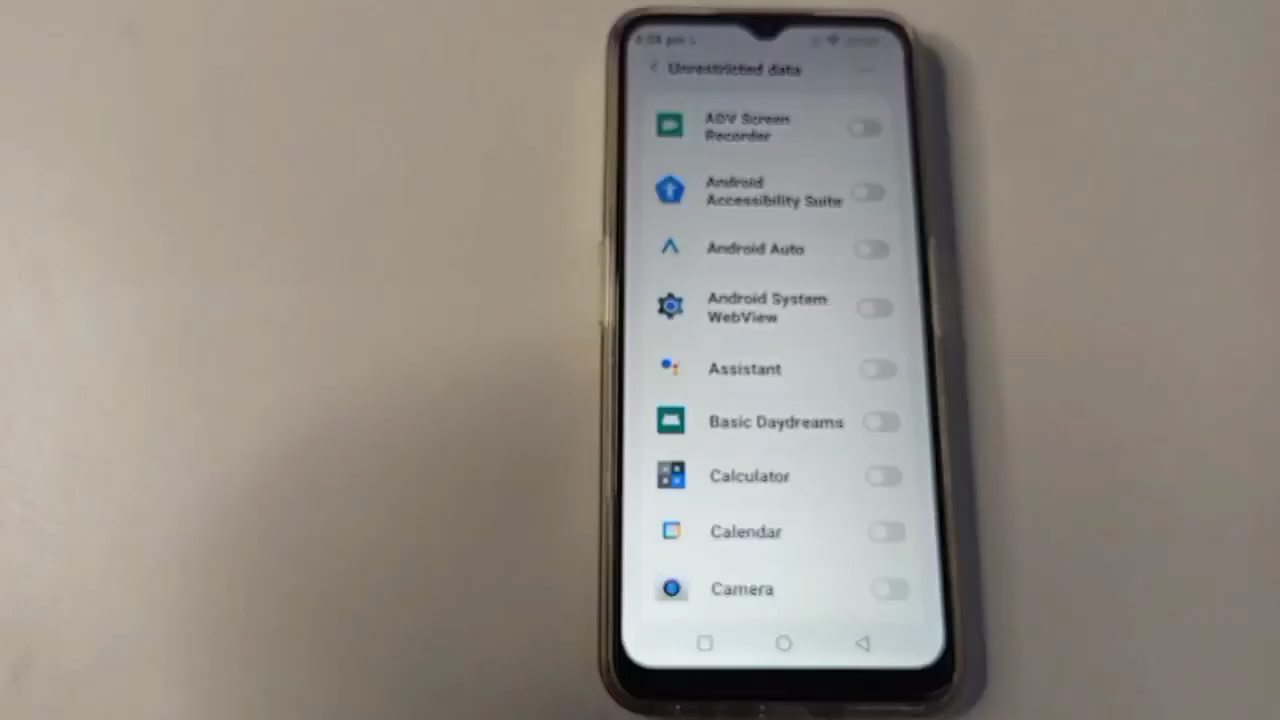 Unrestricted data
ADV Screen
Recorder
Android
Accessibility Suite
Android Auto
Android System
WebView
Assistant
Basic Daydreams
Calculator
Calendar
Camera